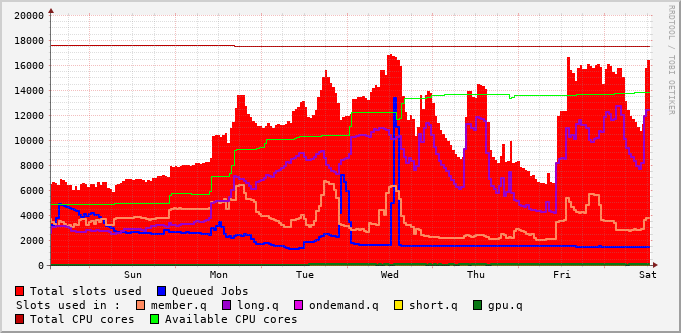 20000
18000
16000
14000
12000
10000
8000
6000
4000
2000
0
Sun Mon Tue Wed Thu Fri Sat
RRDTOOL / TOBI OETIKER
Total slots used Queued Jobs
Slots used in : member.q long.q ondemand.q short.q gpu.q
Total CPU cores Available CPU cores